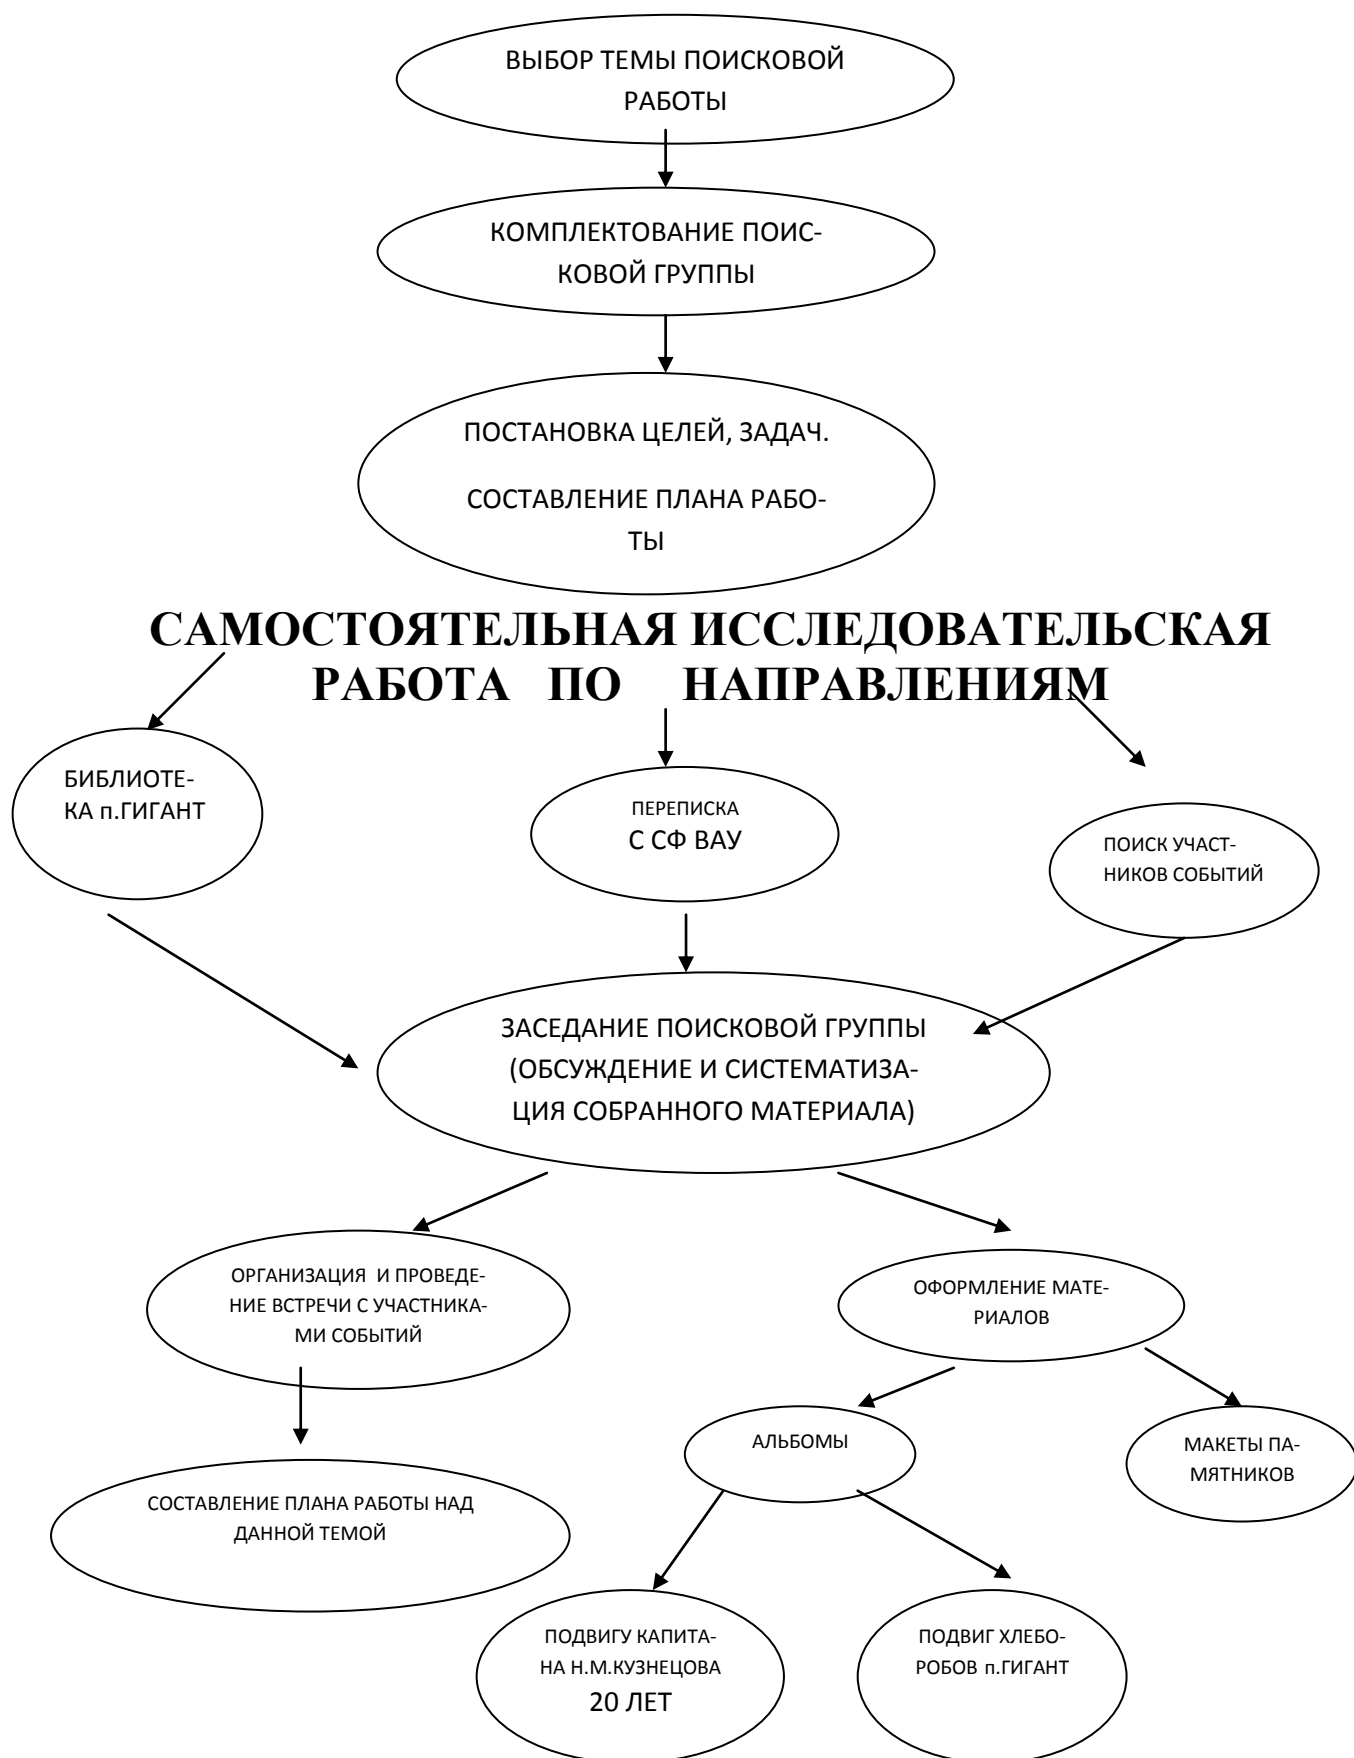 ВЫБОР ТЕМЫ ПОИСКОВОЙ
РАБОТЫ
КОМПЛЕКТОВАНИЕ ПОИС-
КОВОЙ ГРУППЫ
ПОСТАНОВКА ЦЕЛЕЙ, ЗАДАЧ.
СОСТАВЛЕНИЕ ПЛАНА РАБО-
ТЫ
САМОСТОЯТЕЛЬНАЯ ИССЛЕДОВАТЕЛЬСКАЯ
РАБОТА ПО НАПРАВЛЕНИЯМ
БИБЛИОТЕ-
КА п.ГИГАНТ
ПЕРЕПИСКА
С СФ ВАУ
ПОИСК УЧАСТ-
НИКОВ СОБЫТИЙ
ЗАСЕДАНИЕ ПОИСКОВОЙ ГРУППЫ
(ОБСУЖДЕНИЕ И СИСТЕМАТИЗА-
ЦИЯ СОБРАННОГО МАТЕРИАЛА)
ОРГАНИЗАЦИЯ И ПРОВЕДЕ-
НИЕ ВСТРЕЧИ С УЧАСТНИКА-
МИ СОБЫТИЙ
ОФОРМЛЕНИЕ МАТЕ-
РИАЛОВ
АЛЬБОМЫ
МАКЕТЫ ПА-
МЯТНИКОВ
СОСТАВЛЕНИЕ ПЛАНА РАБОТЫ НАД
ДАННОЙ ТЕМОЙ
ПОДВИГУ КАПИТА-
НА Н.М.КУЗНЕЦОВА
20 ЛЕТ
ПОДВИГ ХЛЕБО-
РОБОВ п.ГИГАНТ